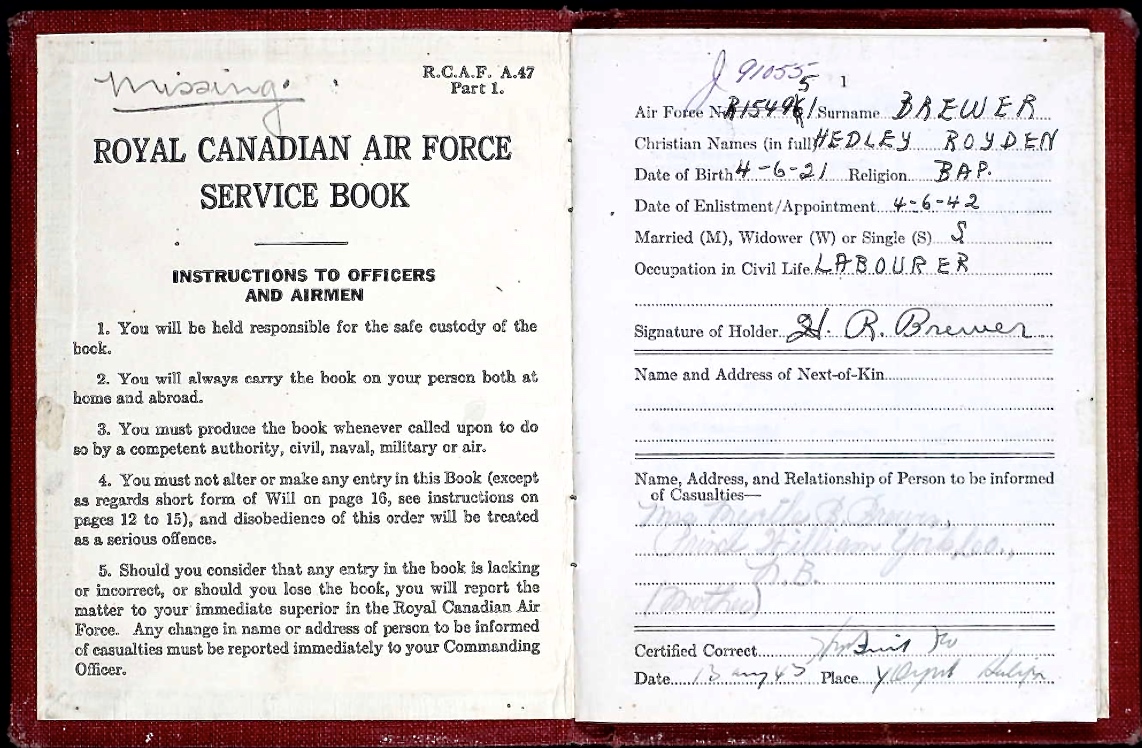 Missing.
R.C.A.F. A.47
Part 1.
ROYAL CANADIAN AIR FORCE
SERVICE BOOK
INSTRUCTIONS TO OFFICERS
AND AIRMEN
1. You will be held responsible for the safe custody of the
book.
2. You will always carry the book on your person both at
home and abroad.
3. You must produce the book whenever called upon to do
so by a competent authority, civil, naval, military or air.
4. You must not alter or make any entry in this Book (except
as regards short form of Will on page 16, see instructions on
pages 12 to 15), and disobedience of this order will be treated
as a serious offence.
5. Should you consider that any entry in the book is lacking
or incorrect, or should you lose the book, you will report the
matter to your immediate superior in the Royal Canadian Air
Force. Any change in name or address of person to be informed
of casualties must be reported immediately to your Commanding
Officer.
J 91055
5 1
Air Force No. Surname BREWER
Christian Names (in full) HEDLEY ROYDEN
Date of Birth 4-6-21 Religion BAP.
Date of Enlistment/Appointment 4-6-42
Married (M), Widower (W) or Single (S) S
Occupation in Civil Life LABOURER
Signature of Holder H. R. Brewer
Name and Address of Next-of-Kin
Name, Address, and Relationship of Person to be informed
of Casualties—
Mrs Myrtle B. Brewer,
Prince William York Co.,
N.B.
(Mother)
Certified Correct
Date 13 Place